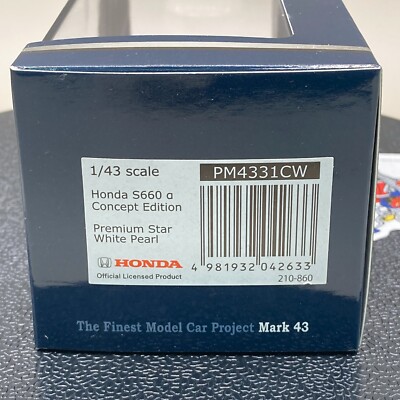 1/43 scale
PM4331CW
Honda S660 α
Concept Edition
Premium Star
White Pearl
HONDA
Official Licensed Product
4 981932 042633
210-860
The Finest Model Car Project Mark 43